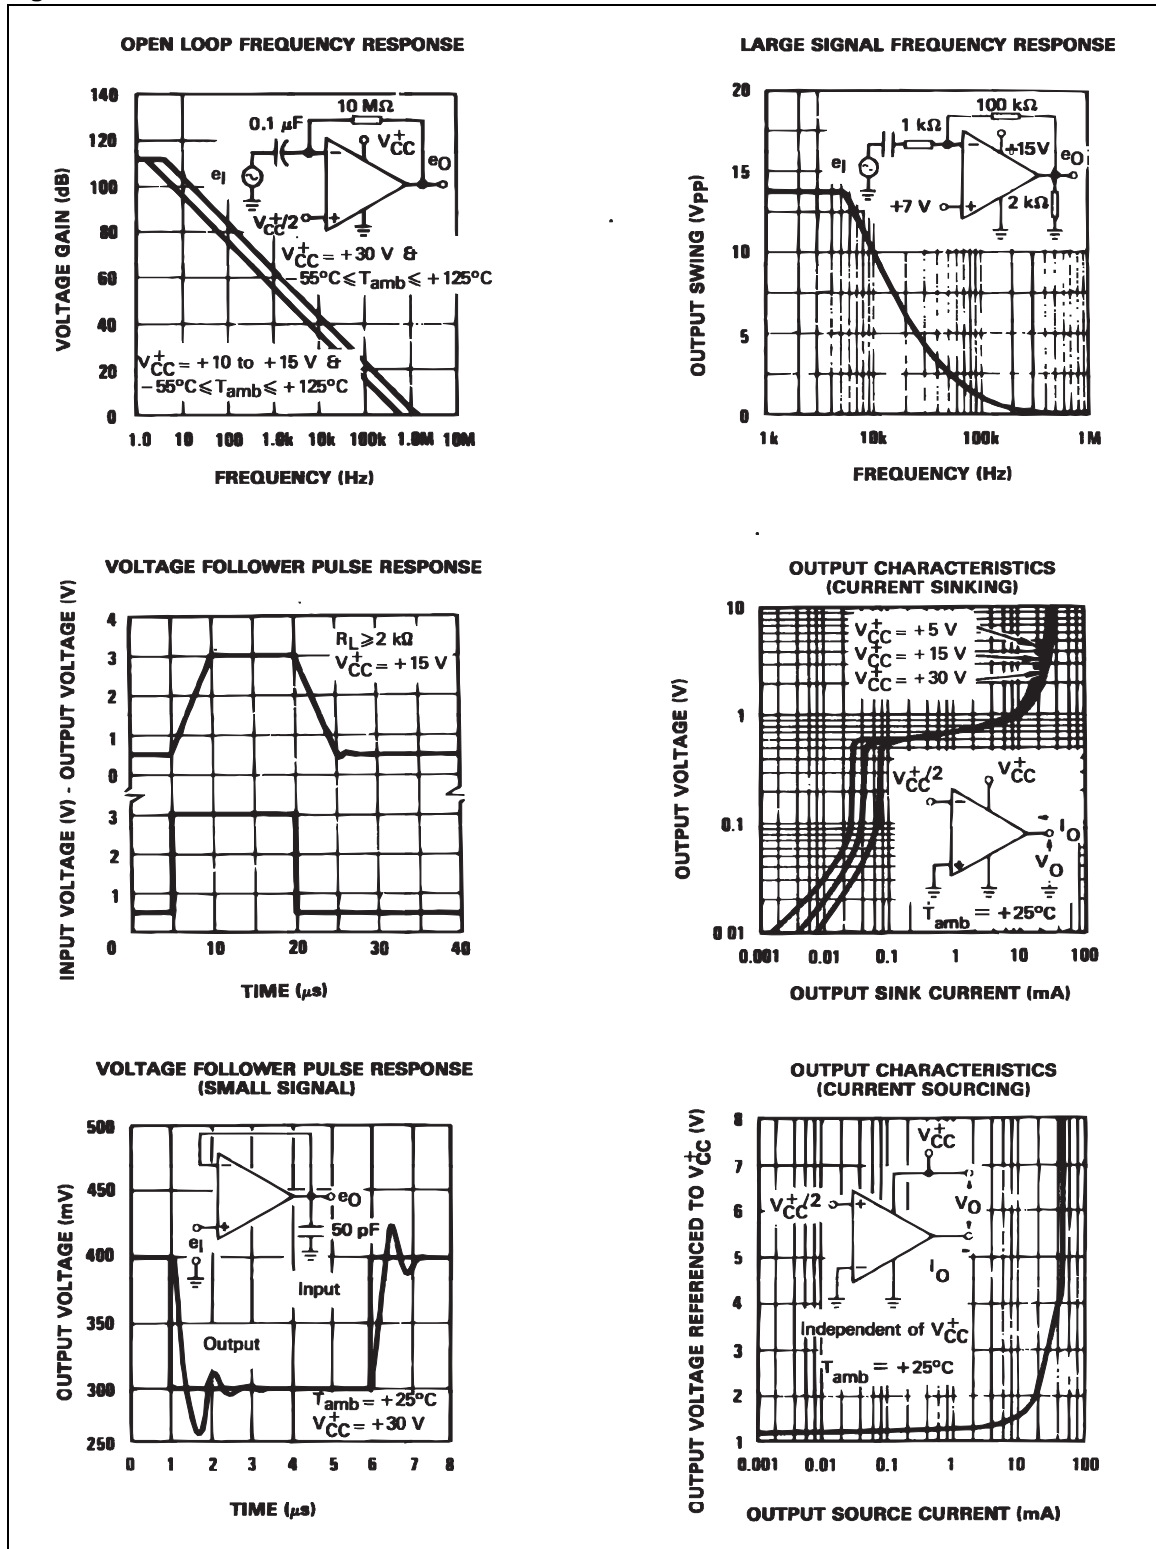 OPEN LOOP FREQUENCY RESPONSE
VOLTAGE GAIN (dB)
140
120
100
80
60
40
20
0
10 MΩ
0.1 µF
V+CC
eI
eO
V+CC/2
V+CC = +30 V &
-55°C ≤ Tamb ≤ +125°C
V+CC = +10 to +15 V &
-55°C ≤ Tamb ≤ +125°C
1.0 10 100 1.0k 10k 100k 1.0M 10M
FREQUENCY (Hz)
LARGE SIGNAL FREQUENCY RESPONSE
OUTPUT SWING (Vpp)
20
15
10
5
0
100 kΩ
1 kΩ
+15V
eI
eO
+7 V
2 kΩ
1k 10k 100k 1M
FREQUENCY (Hz)
VOLTAGE FOLLOWER PULSE RESPONSE
INPUT VOLTAGE (V) - OUTPUT VOLTAGE (V)
4
3
2
1
0
3
2
1
RL ≥ 2 kΩ
V+CC = +15 V
0 10 20 30 40
TIME (µs)
OUTPUT CHARACTERISTICS
(CURRENT SINKING)
OUTPUT VOLTAGE (V)
10
1
0.1
0 01
V+CC = +5 V
V+CC = +15 V
V+CC = +30 V
V+CC/2
V+CC
IO
VO
Tamb = +25°C
0.001 0.01 0.1 1 10 100
OUTPUT SINK CURRENT (mA)
VOLTAGE FOLLOWER PULSE RESPONSE
(SMALL SIGNAL)
OUTPUT VOLTAGE (mV)
500
450
400
350
300
250
eO
50 pF
eI
Input
Output
Tamb = +25°C
V+CC = +30 V
0 1 2 3 4 5 6 7 8
TIME (µs)
OUTPUT CHARACTERISTICS
(CURRENT SOURCING)
OUTPUT VOLTAGE REFERENCED TO V+CC (V)
8
7
6
5
4
3
2
1
V+CC
V+CC/2
VO
IO
Independent of V+CC
Tamb = +25°C
0.001 0.01 0.1 1 10 100
OUTPUT SOURCE CURRENT (mA)